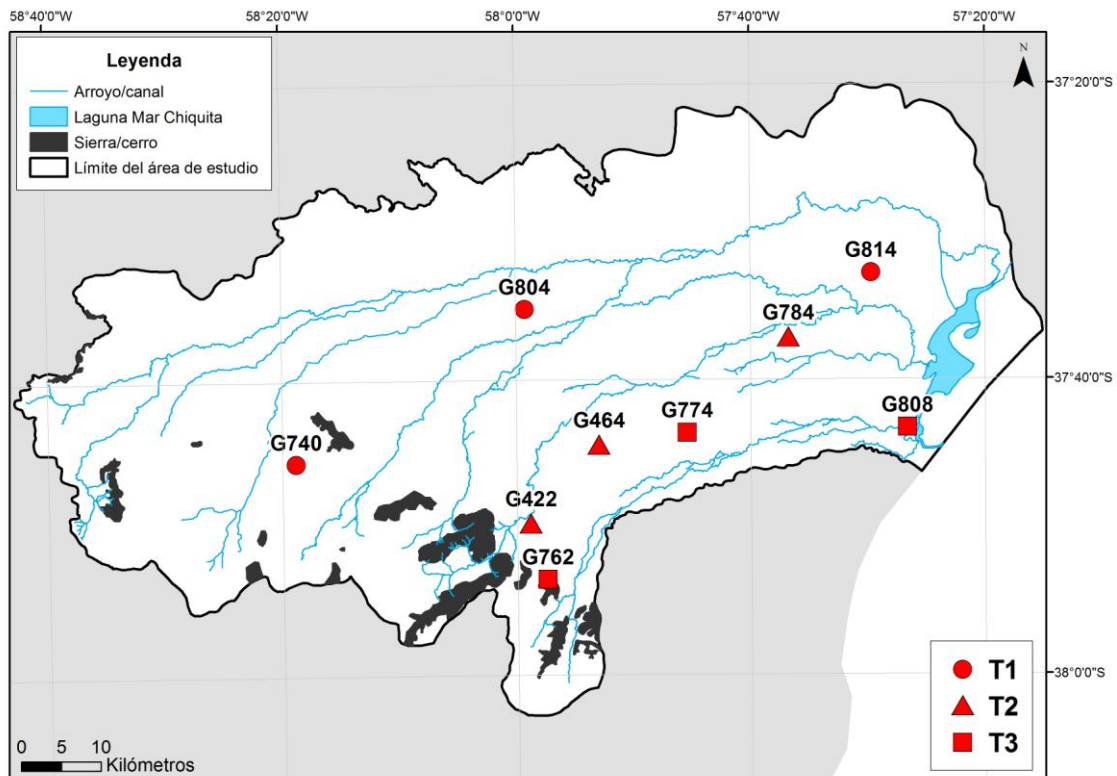 58°40'0"W 58°20'0"W 58°0'0"W 57°40'0"W 57°20'0"W
Leyenda
Arroyo/canal
Laguna Mar Chiquita
Sierra/cerro
Límite del área de estudio
N
37°20'0"S
G814
G804
G784
37°40'0"S
G808
G774
G464
G740
G422
G762
38°0'0"S
T1
T2
T3
0 5 10
Kilómetros